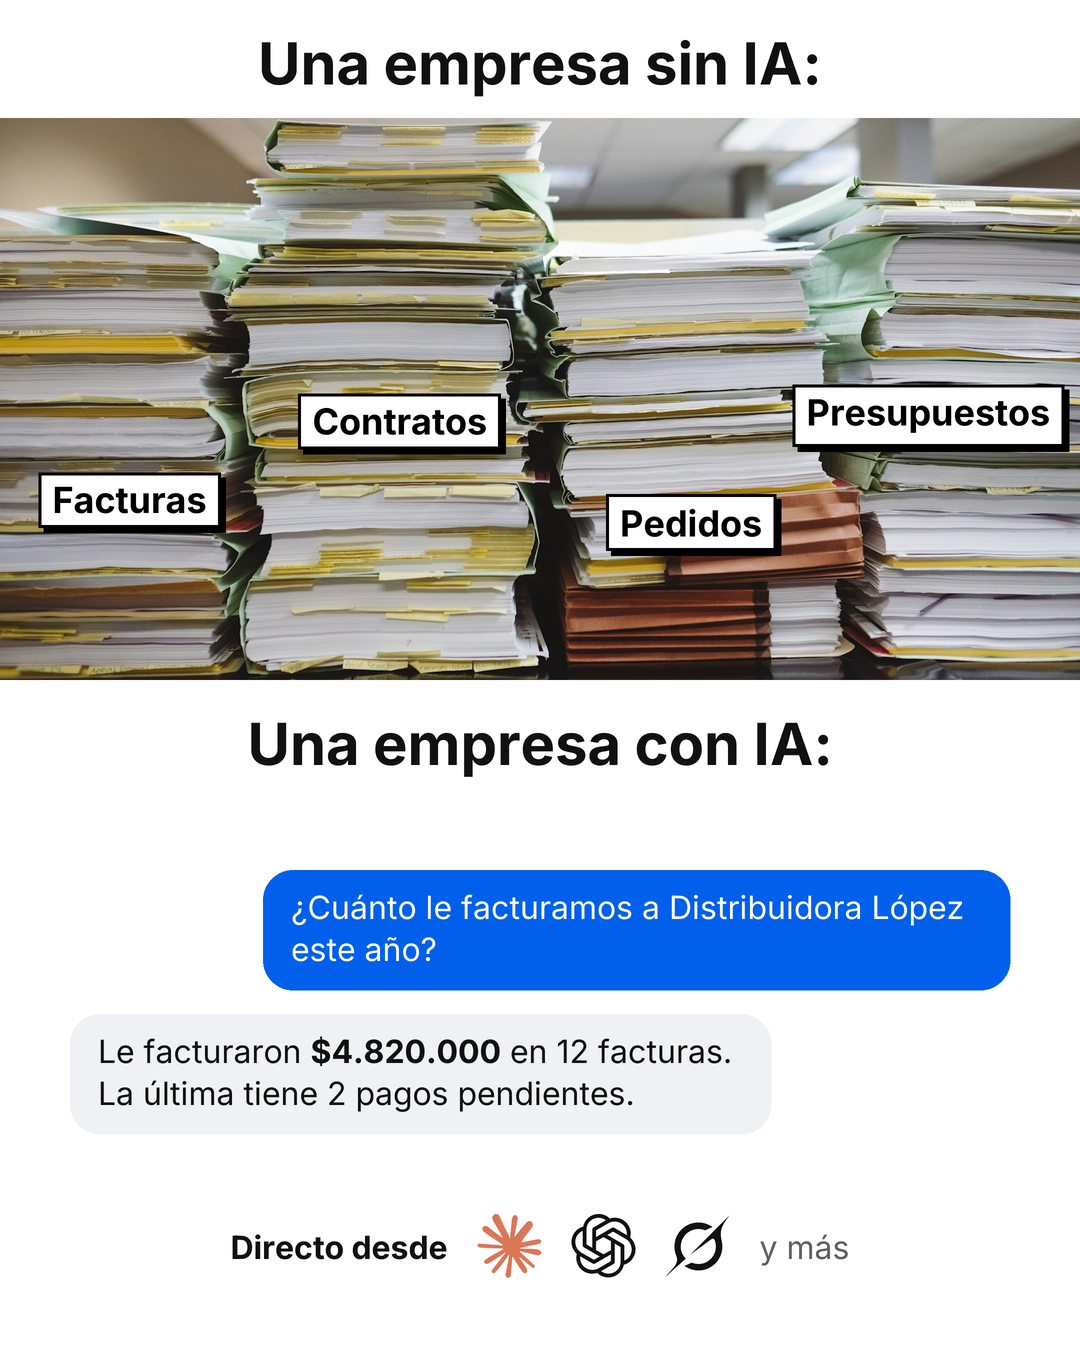 Una empresa sin IA:
Contratos
Presupuestos
Facturas
Pedidos
Una empresa con IA:
¿Cuánto le facturamos a Distribuidora López
este año?
Le facturaron $4.820.000 en 12 facturas.
La última tiene 2 pagos pendientes.
Directo desde y más